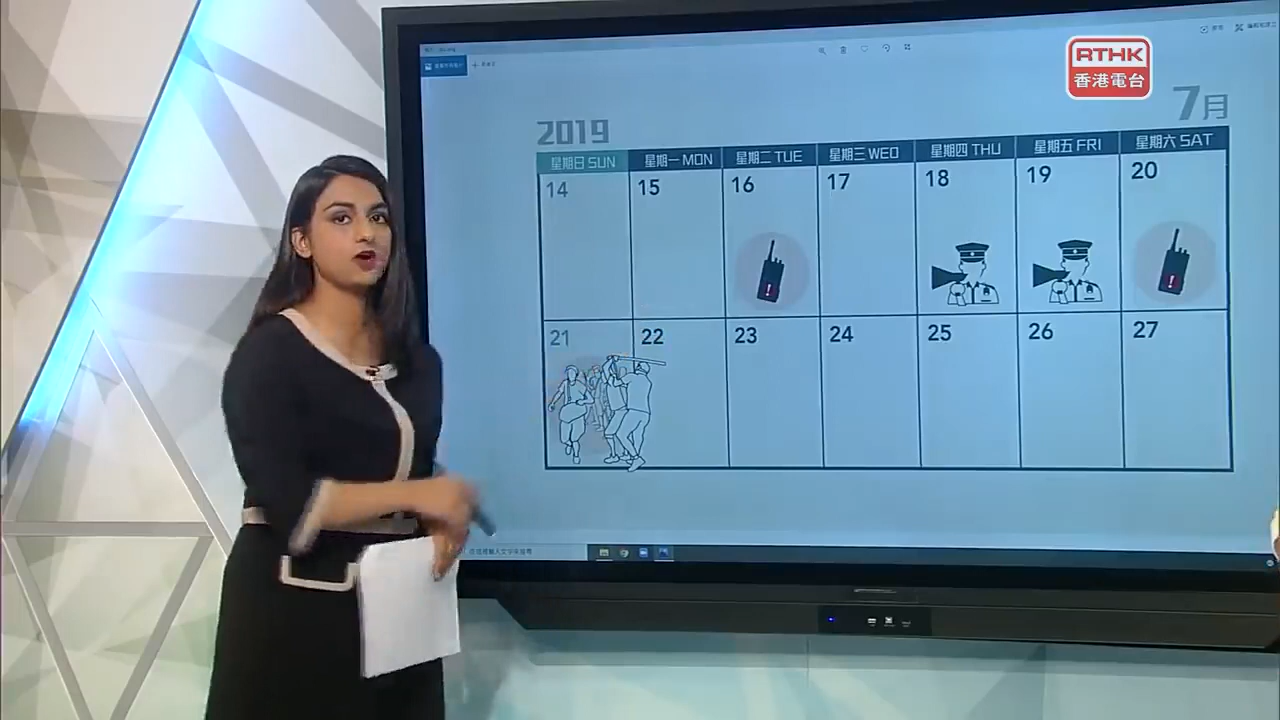 RTHK
香港電台
7月
2019
星期日 SUN 星期一 MON 星期二 TUE 星期三 WED 星期四 THU 星期五 FRI 星期六 SAT
14 15 16 17 18 19 20
21 22 23 24 25 26 27